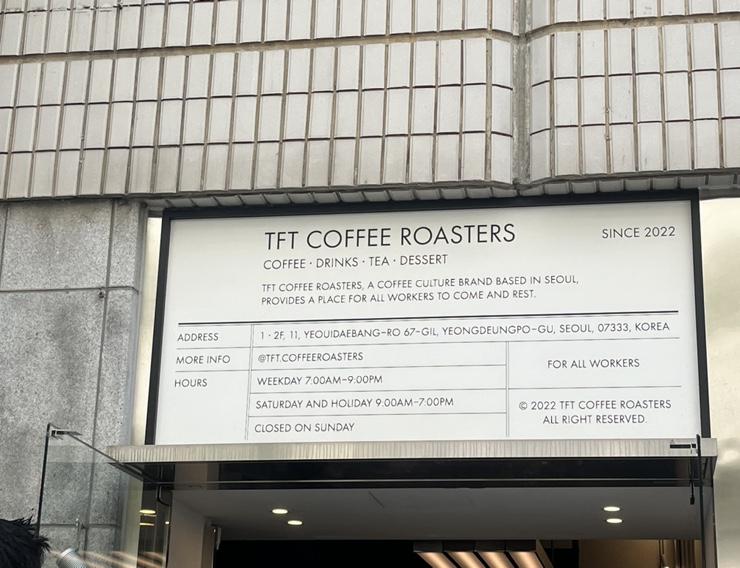 TFT COFFEE ROASTERS
SINCE 2022
COFFEE · DRINKS · TEA · DESSERT
TFT COFFEE ROASTERS, A COFFEE CULTURE BRAND BASED IN SEOUL,
PROVIDES A PLACE FOR ALL WORKERS TO COME AND REST.
ADDRESS
1 · 2F, 11, YEOUIDAEBANG-RO 67-GIL, YEONGDEUNGPO-GU, SEOUL, 07333, KOREA
MORE INFO
@TFT.COFFEEROASTERS
HOURS
WEEKDAY 7:00AM-9:00PM
SATURDAY AND HOLIDAY 9:00AM-7:00PM
CLOSED ON SUNDAY
FOR ALL WORKERS
© 2022 TFT COFFEE ROASTERS
ALL RIGHT RESERVED.